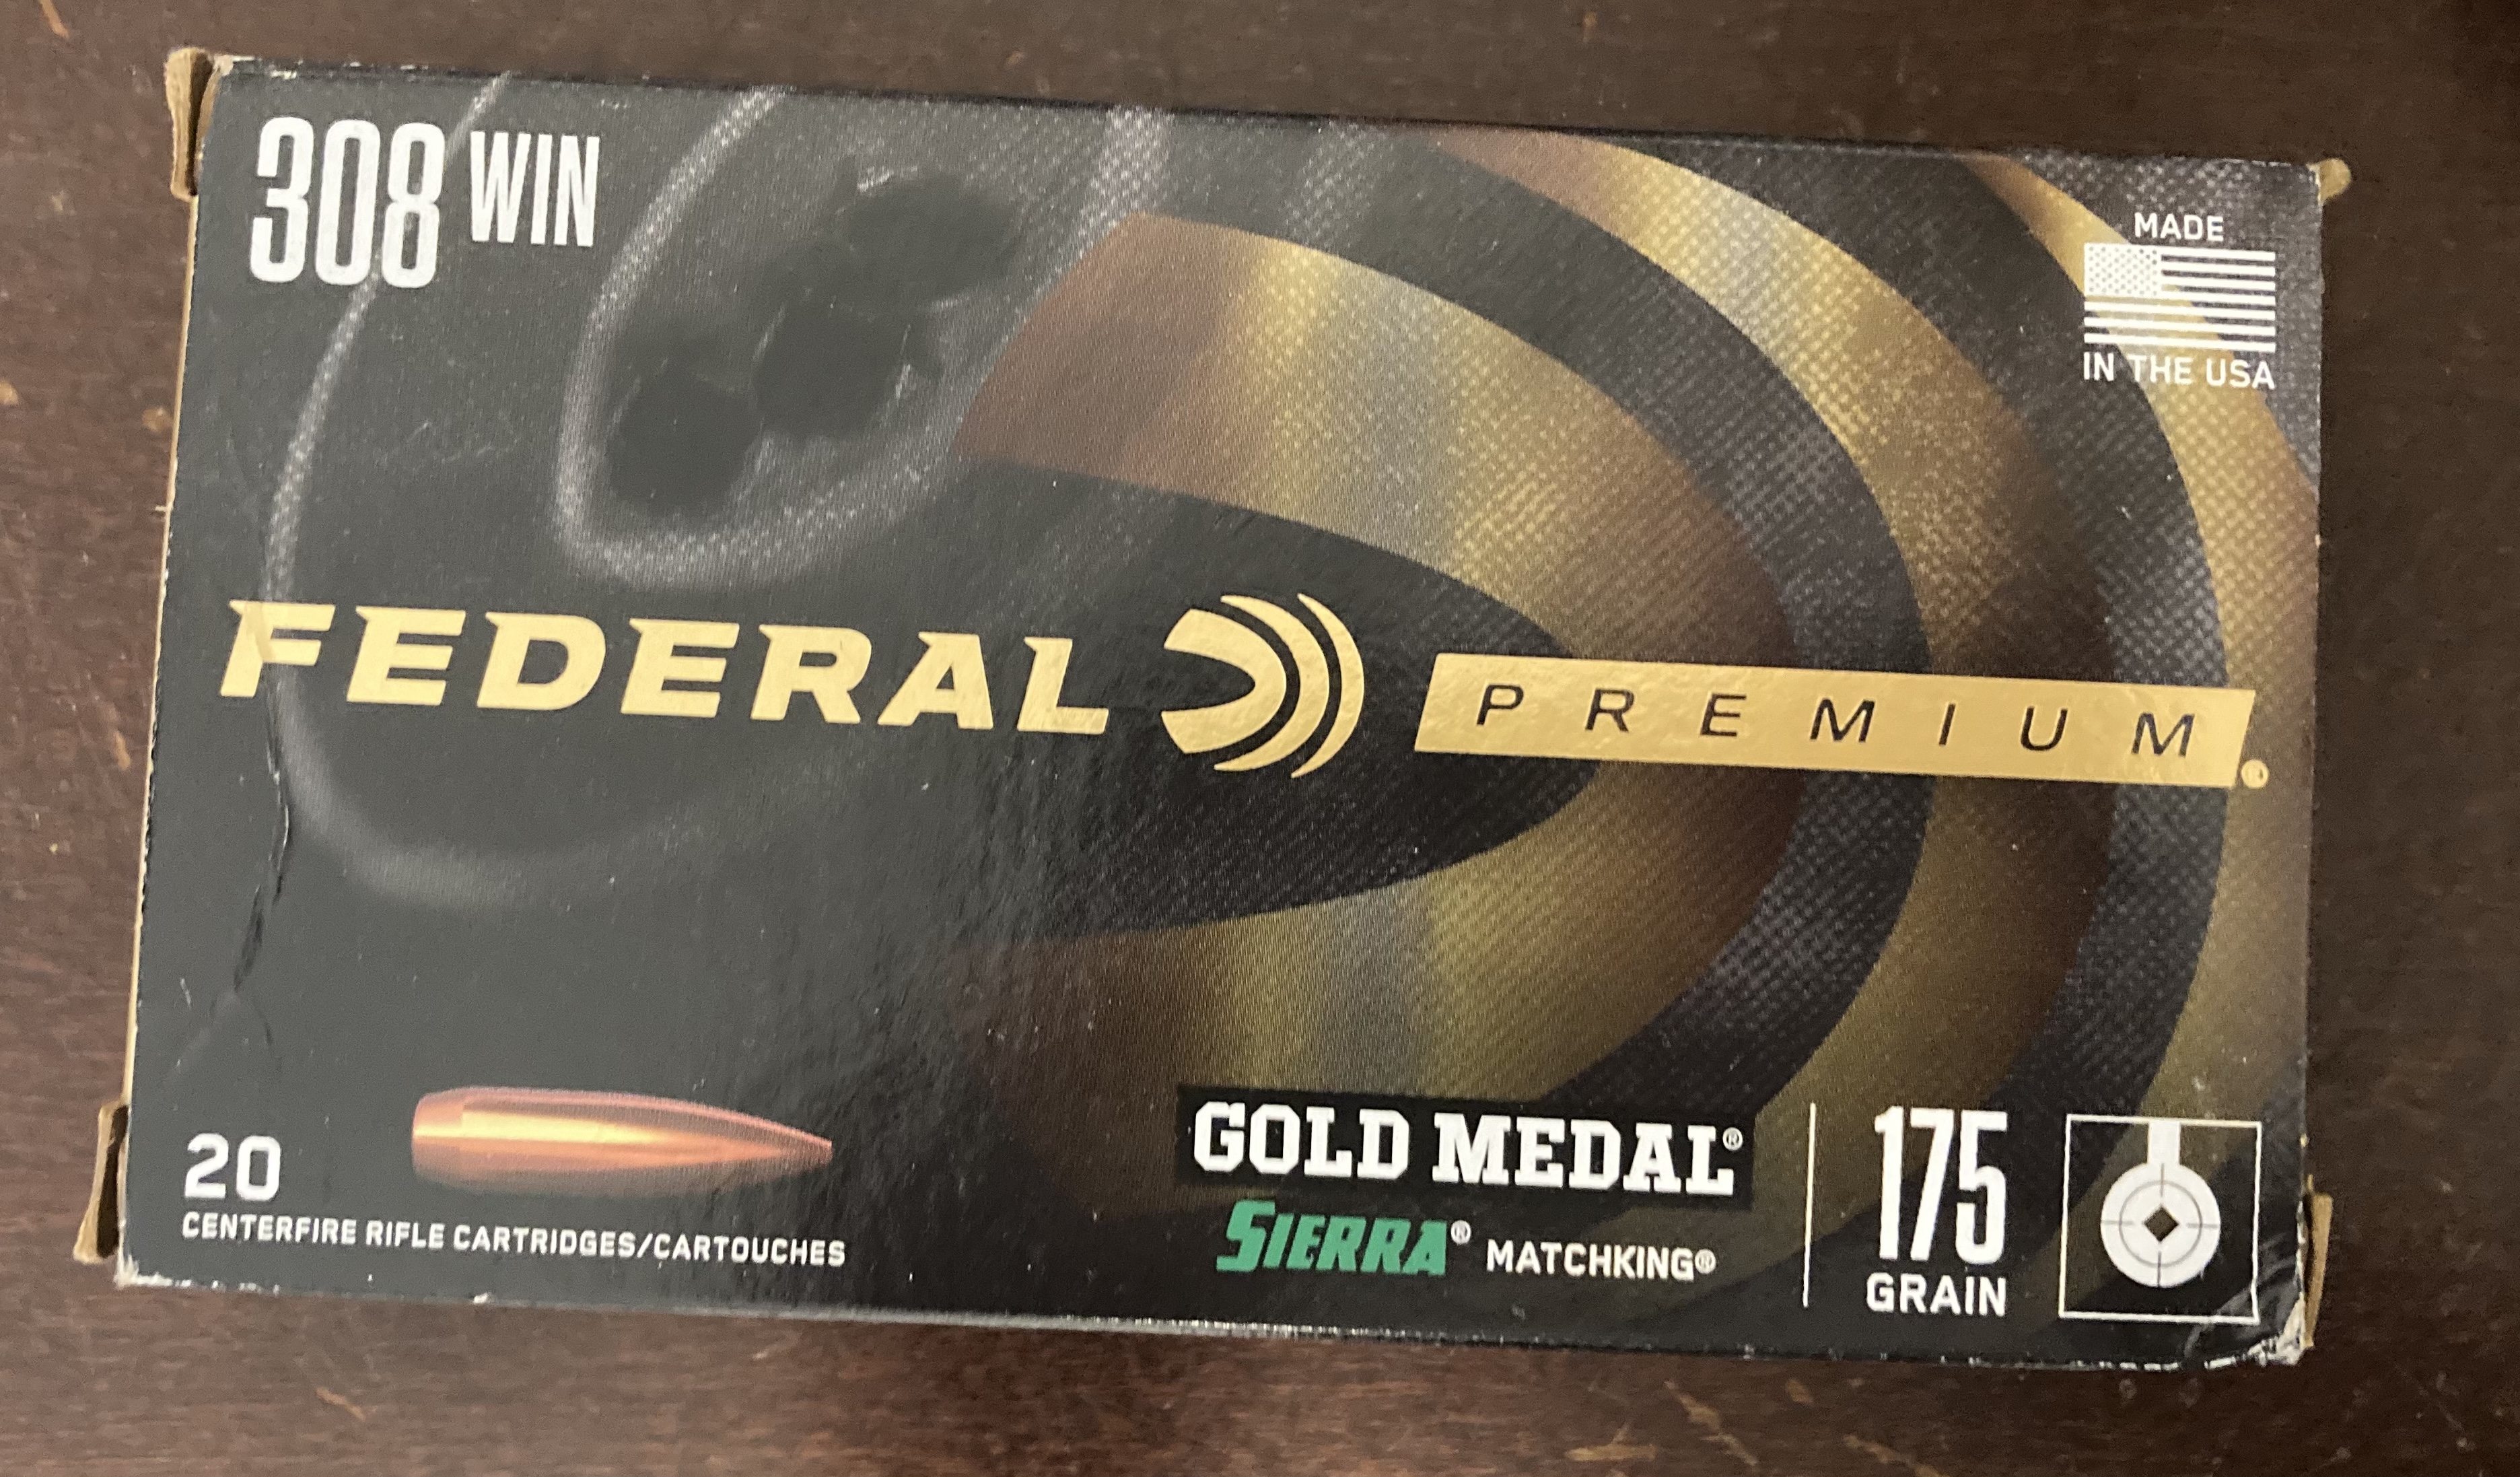 308 WIN
MADE
IN THE USA
FEDERAL PREMIUM®
20
CENTERFIRE RIFLE CARTRIDGES/CARTOUCHES
GOLD MEDAL®
SIERRA® MATCHKING®
175
GRAIN